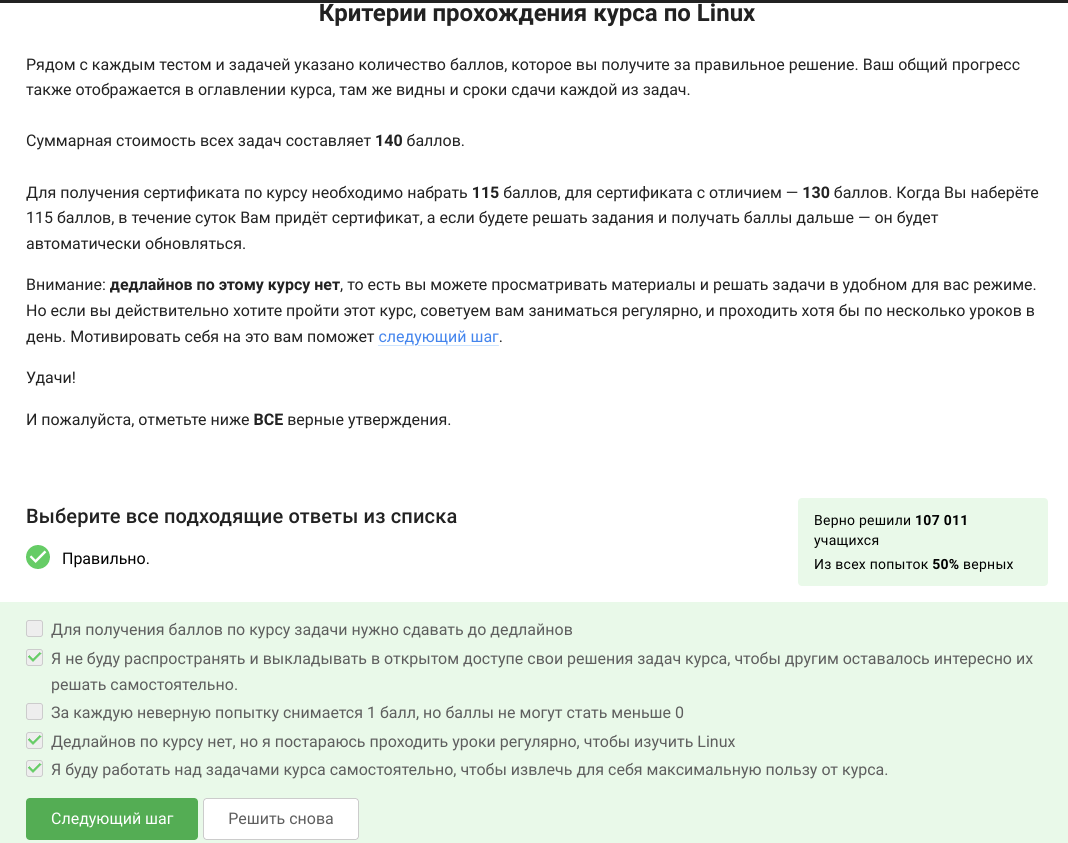 Критерии прохождения курса по Linux
Рядом с каждым тестом и задачей указано количество баллов, которое вы получите за правильное решение. Ваш общий прогресс
также отображается в оглавлении курса, там же видны и сроки сдачи каждой из задач.
Суммарная стоимость всех задач составляет 140 баллов.
Для получения сертификата по курсу необходимо набрать 115 баллов, для сертификата с отличием — 130 баллов. Когда Вы наберёте
115 баллов, в течение суток Вам придёт сертификат, а если будете решать задания и получать баллы дальше — он будет
автоматически обновляться.
Внимание: дедлайнов по этому курсу нет, то есть вы можете просматривать материалы и решать задачи в удобном для вас режиме.
Но если вы действительно хотите пройти этот курс, советуем вам заниматься регулярно, и проходить хотя бы по несколько уроков в
день. Мотивировать себя на это вам поможет следующий шаг.
Удачи!
И пожалуйста, отметьте ниже ВСЕ верные утверждения.
Выберите все подходящие ответы из списка
Правильно.
Верно решили 107 011
учащихся
Из всех попыток 50% верных
Для получения баллов по курсу задачи нужно сдавать до дедлайнов
Я не буду распространять и выкладывать в открытом доступе свои решения задач курса, чтобы другим оставалось интересно их
решать самостоятельно.
За каждую неверную попытку снимается 1 балл, но баллы не могут стать меньше 0
Дедлайнов по курсу нет, но я постараюсь проходить уроки регулярно, чтобы изучить Linux
Я буду работать над задачами курса самостоятельно, чтобы извлечь для себя максимальную пользу от курса.
Следующий шаг
Решить снова